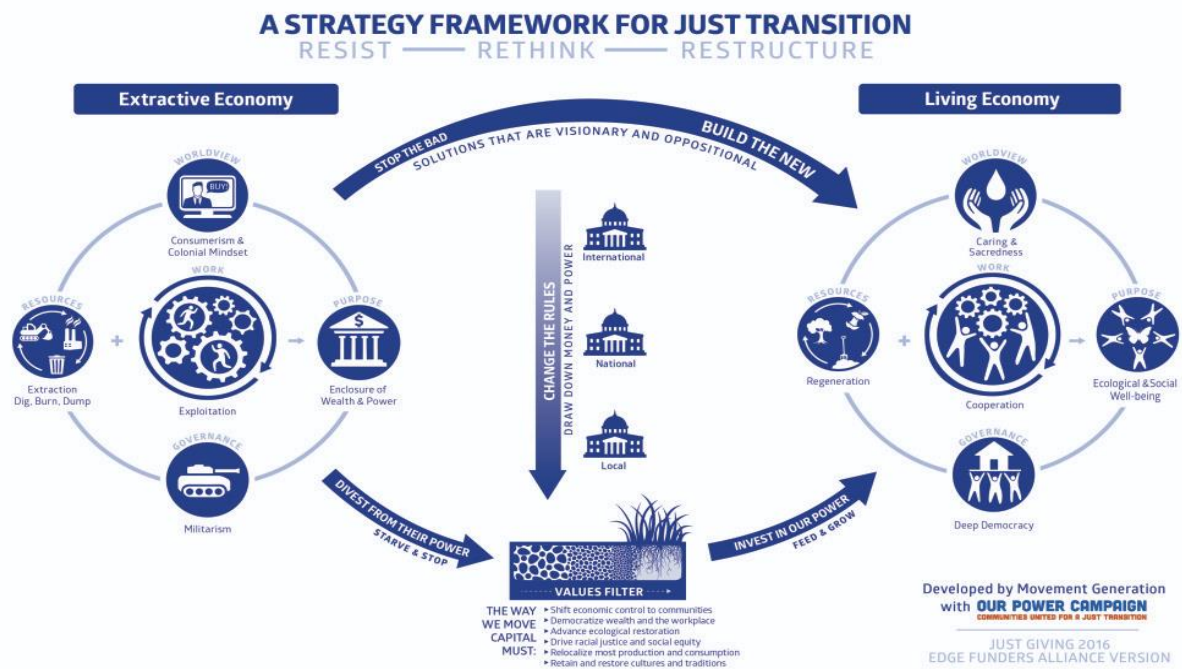 A STRATEGY FRAMEWORK FOR JUST TRANSITION
RESIST — RETHINK — RESTRUCTURE
Extractive Economy
WORLDVIEW
BUY!
Consumerism &
Colonial Mindset
RESOURCES
Extraction
Dig, Burn, Dump
+
WORK
Exploitation
PURPOSE
$
Enclosure of
Wealth & Power
GOVERNANCE
Militarism
STOP THE BAD
BUILD THE NEW
SOLUTIONS THAT ARE VISIONARY AND OPPOSITIONAL
CHANGE THE RULES
DRAW DOWN MONEY AND POWER
International
National
Local
DIVEST FROM THEIR POWER
STARVE & STOP
INVEST IN OUR POWER
FEED & GROW
VALUES FILTER
THE WAY
WE MOVE
CAPITAL
MUST:
▸ Shift economic control to communities
▸ Democratize wealth and the workplace
▸ Advance ecological restoration
▸ Drive racial justice and social equity
▸ Relocalize most production and consumption
▸ Retain and restore cultures and traditions
Living Economy
WORLDVIEW
Caring &
Sacredness
RESOURCES
Regeneration
+
WORK
Cooperation
PURPOSE
Ecological & Social
Well-being
GOVERNANCE
Deep Democracy
Developed by Movement Generation
with OUR POWER CAMPAIGN
COMMUNITIES UNITED FOR A JUST TRANSITION
JUST GIVING 2016
EDGE FUNDERS ALLIANCE VERSION